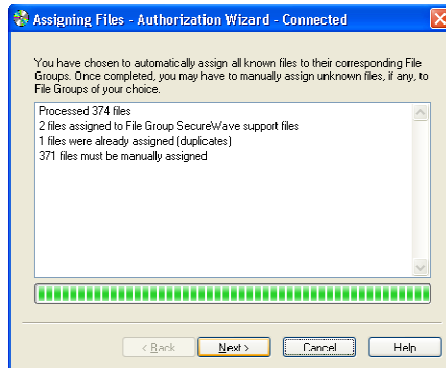 Assigning Files - Authorization Wizard - Connected
You have chosen to automatically assign all known files to their corresponding File
Groups. Once completed, you may have to manually assign unknown files, if any, to
File Groups of your choice.
Processed 374 files
2 files assigned to File Group SecureWave support files
1 files were already assigned (duplicates)
371 files must be manually assigned
< Back Next > Cancel Help